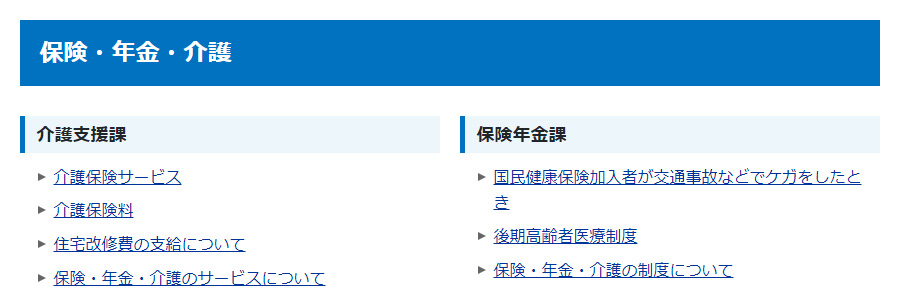 保険・年金・介護
介護支援課
介護保険サービス
介護保険料
住宅改修費の支給について
保険・年金・介護のサービスについて
保険年金課
国民健康保険加入者が交通事故などでケガをしたと
き
後期高齢者医療制度
保険・年金・介護の制度について